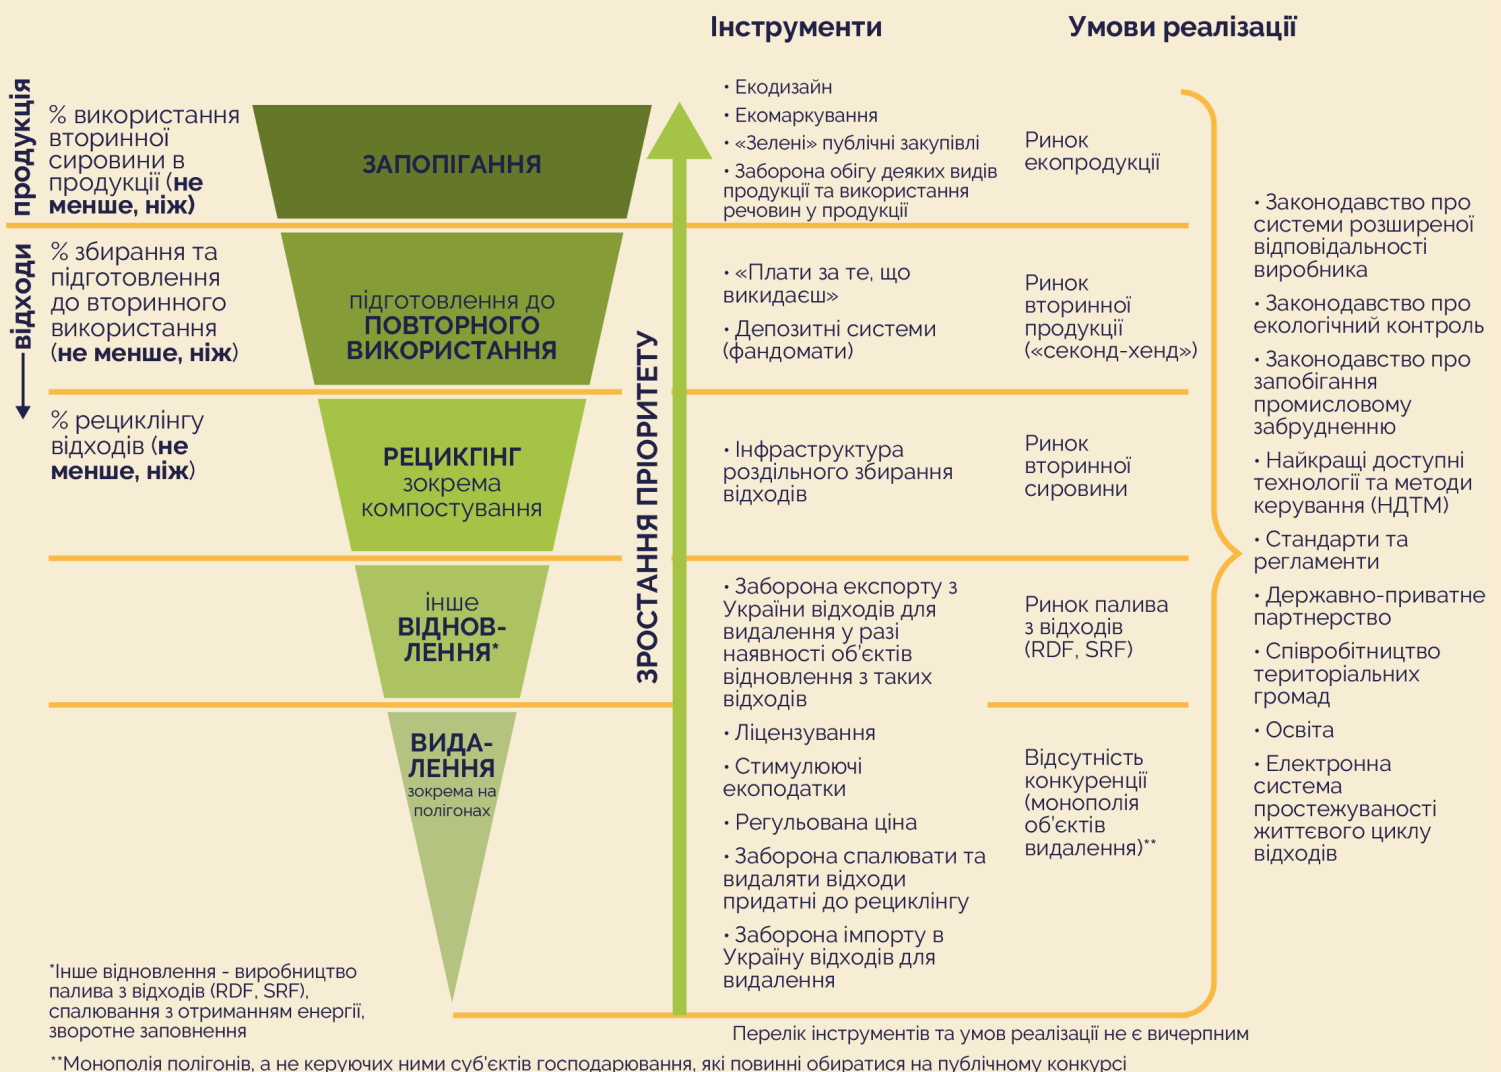 Інструменти
Умови реалізації
продукція
% використання
вторинної
сировини в
продукції (не
менше, ніж)
ЗАПОПІГАННЯ
• Екодизайн
• Екомаркування
• «Зелені» публічні закупівлі
• Заборона обігу деяких видів
продукції та використання
речовин у продукції
Ринок
екопродукції
відходи
% збирання та
підготовлення
до вторинного
використання
(не менше, ніж)
підготовлення до
ПОВТОРНОГО
ВИКОРИСТАННЯ
• «Плати за те, що
викидаєш»
• Депозитні системи
(фандомати)
Ринок
вторинної
продукції
(«секонд-хенд»)
% рециклінгу
відходів (не
менше, ніж)
РЕЦИКГІНГ
зокрема
компостування
ЗРОСТАННЯ ПРІОРИТЕТУ
• Інфраструктура
роздільного збирання
відходів
Ринок
вторинної
сировини
інше
ВІДНОВ-
ЛЕННЯ*
• Заборона експорту з
України відходів для
видалення у разі
наявності об'єктів
відновлення з таких
відходів
• Ліцензування
• Стимулюючі
екоподатки
• Регульована ціна
• Заборона спалювати та
видаляти відходи
придатні до рециклінгу
• Заборона імпорту в
Україну відходів для
видалення
Ринок палива
з відходів
(RDF, SRF)
ВИДА-
ЛЕННЯ
зокрема на
полігонах
Відсутність
конкуренції
(монополія
об'єктів
видалення)**
• Законодавство про
системи розширеної
відповідальності
виробника
• Законодавство про
екологічний контроль
• Законодавство про
запобігання
промисловому
забрудненню
• Найкращі доступні
технології та методи
керування (НДТМ)
• Стандарти та
регламенти
• Державно-приватне
партнерство
• Співробітництво
територіальних
громад
• Освіта
• Електронна
система
простежуваності
життєвого циклу
відходів
*Інше відновлення - виробництво
палива з відходів (RDF, SRF),
спалювання з отриманням енергії,
зворотне заповнення
Перелік інструментів та умов реалізації не є вичерпним
**Монополія полігонів, а не керуючих ними суб'єктів господарювання, які повинні обиратися на публічному конкурсі